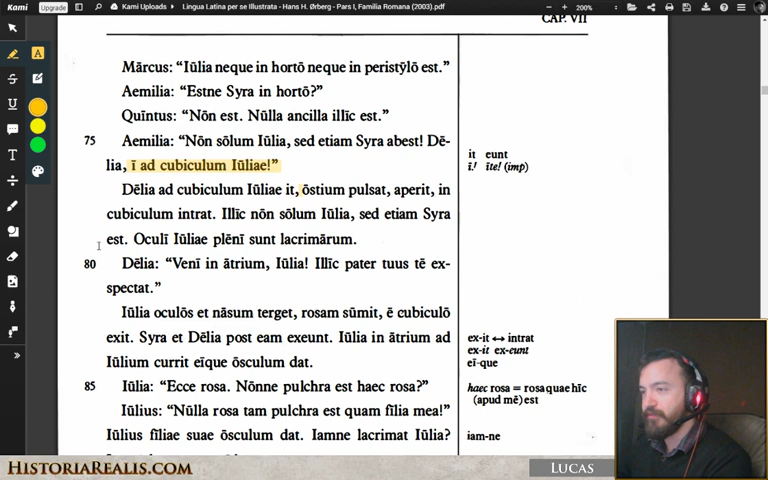 Kami
Upgrade
Kami Uploads > Lingua Latina per se Illustrata - Hans H. Ørberg - Pars I, Familia Romana (2003).pdf
200%
CAP. VII
Mārcus: “Iūlia neque in hortō neque in peristȳlō est.”
Aemilia: “Estne Syra in hortō?”
Quīntus: “Nōn est. Nūlla ancilla illīc est.”
75 Aemilia: “Nōn sōlum Iūlia, sed etiam Syra abest! Dē-
lia, ī ad cubiculum Iūliae!”
it eunt
ī! īte! (imp)
Dēlia ad cubiculum Iūliae it, ōstium pulsat, aperit, in
cubiculum intrat. Illīc nōn sōlum Iūlia, sed etiam Syra
est. Oculī Iūliae plēnī sunt lacrimārum.
80 Dēlia: “Venī in ātrium, Iūlia! Illīc pater tuus tē ex-
spectat.”
Iūlia oculōs et nāsum terget, rosam sūmit, ē cubiculō
exit. Syra et Dēlia post eam exeunt. Iūlia in ātrium ad
Iūlium currit eīque ōsculum dat.
ex-it ↔ intrat
ex-it ex-eunt
eī-que
85 Iūlia: “Ecce rosa. Nōnne pulchra est haec rosa?”
Iūlius: “Nūlla rosa tam pulchra est quam fīlia mea!”
haec rosa = rosa quae hīc
(apud mē) est
Iūlius fīliae suae ōsculum dat. Iamne lacrimat Iūlia?
iam-ne
HISTORIAREALIS.COM
LUCAS